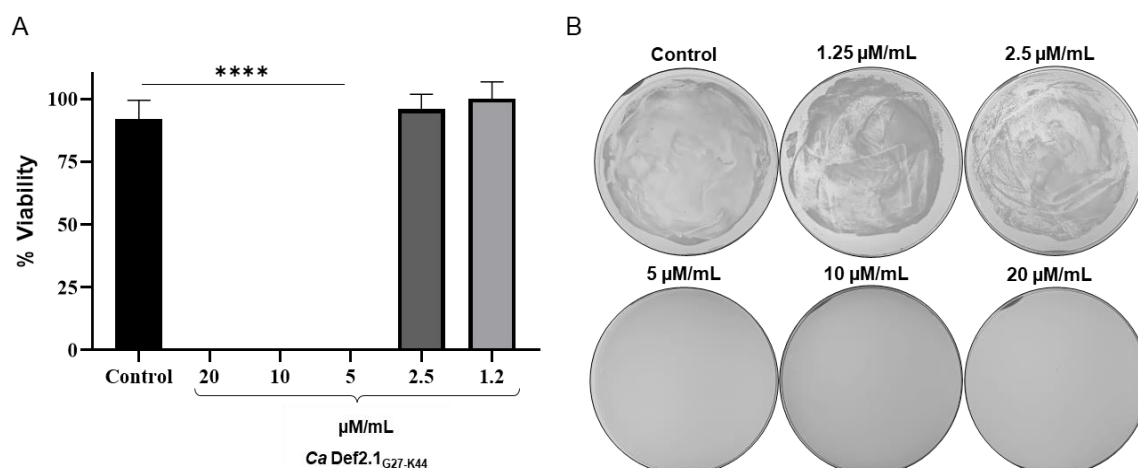 A
% Viability
100
75
50
25
0
****
Control 20 10 5 2.5 1.2
µM/mL
Ca Def2.1G27-K44
B
Control 1.25 µM/mL 2.5 µM/mL
5 µM/mL 10 µM/mL 20 µM/mL